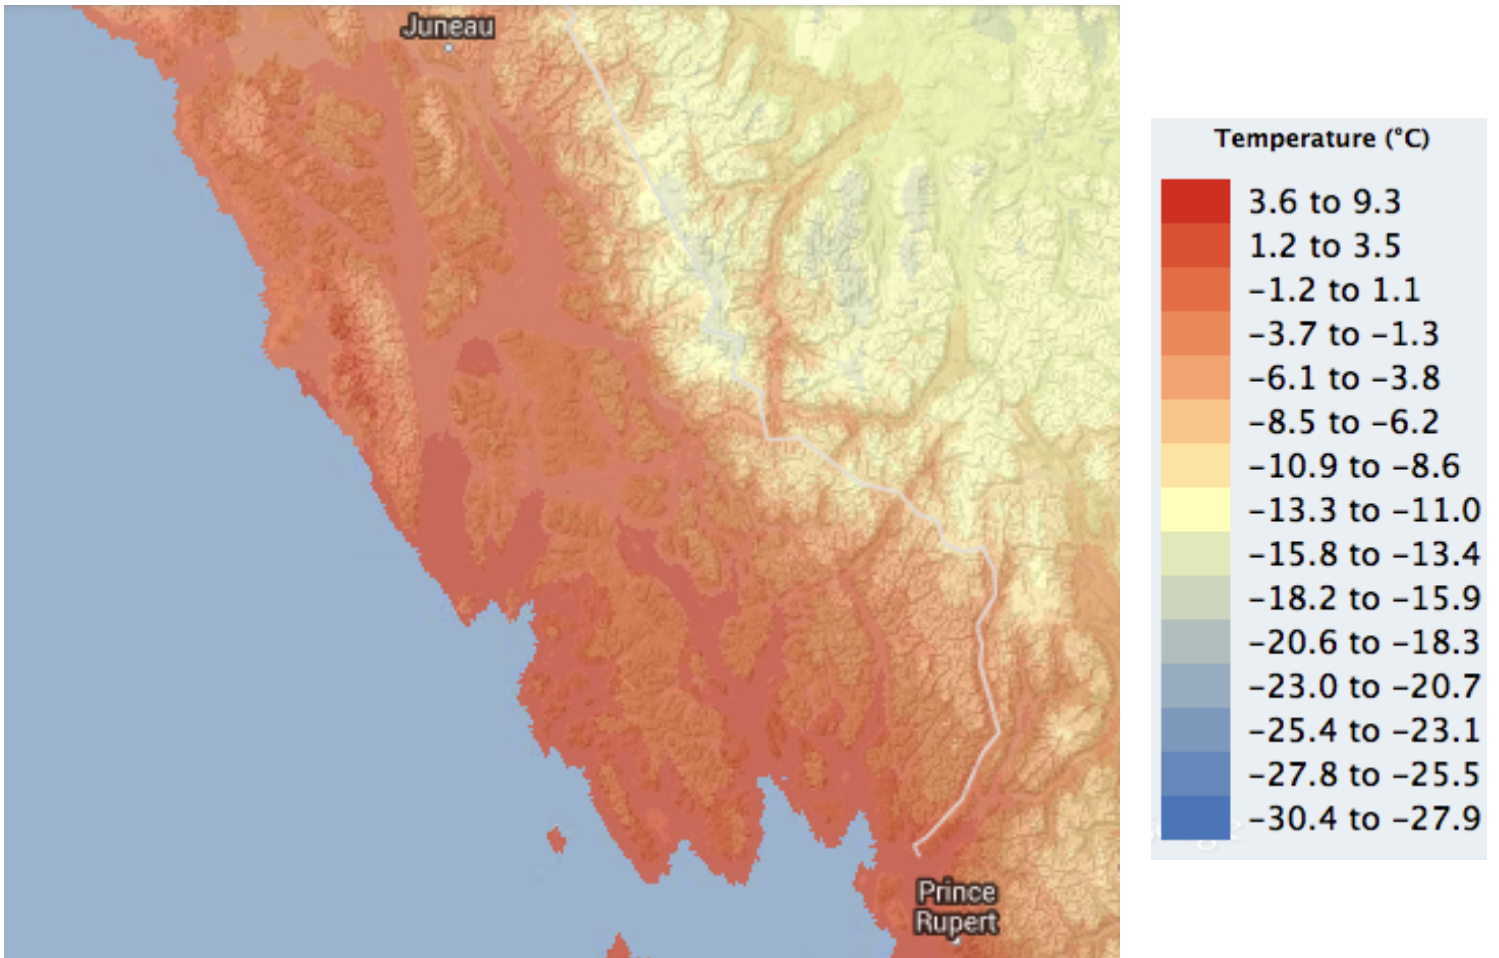 Juneau
Temperature (°C)
3.6 to 9.3
1.2 to 3.5
−1.2 to 1.1
−3.7 to −1.3
−6.1 to −3.8
−8.5 to −6.2
−10.9 to −8.6
−13.3 to −11.0
−15.8 to −13.4
−18.2 to −15.9
−20.6 to −18.3
−23.0 to −20.7
−25.4 to −23.1
−27.8 to −25.5
−30.4 to −27.9
Prince
Rupert